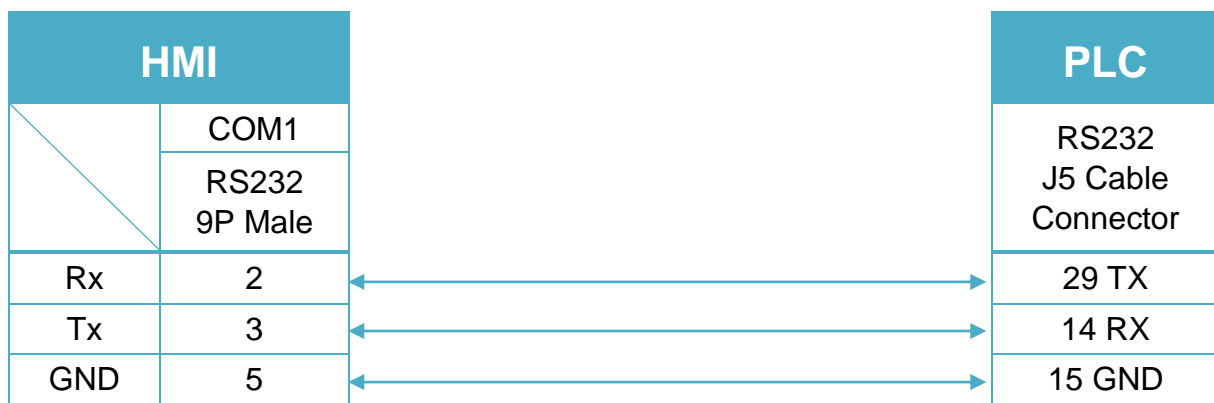 HMI
PLC
COM1
RS232
9P Male
RS232
J5 Cable
Connector
Rx 2 29 TX
Tx 3 14 RX
GND 5 15 GND